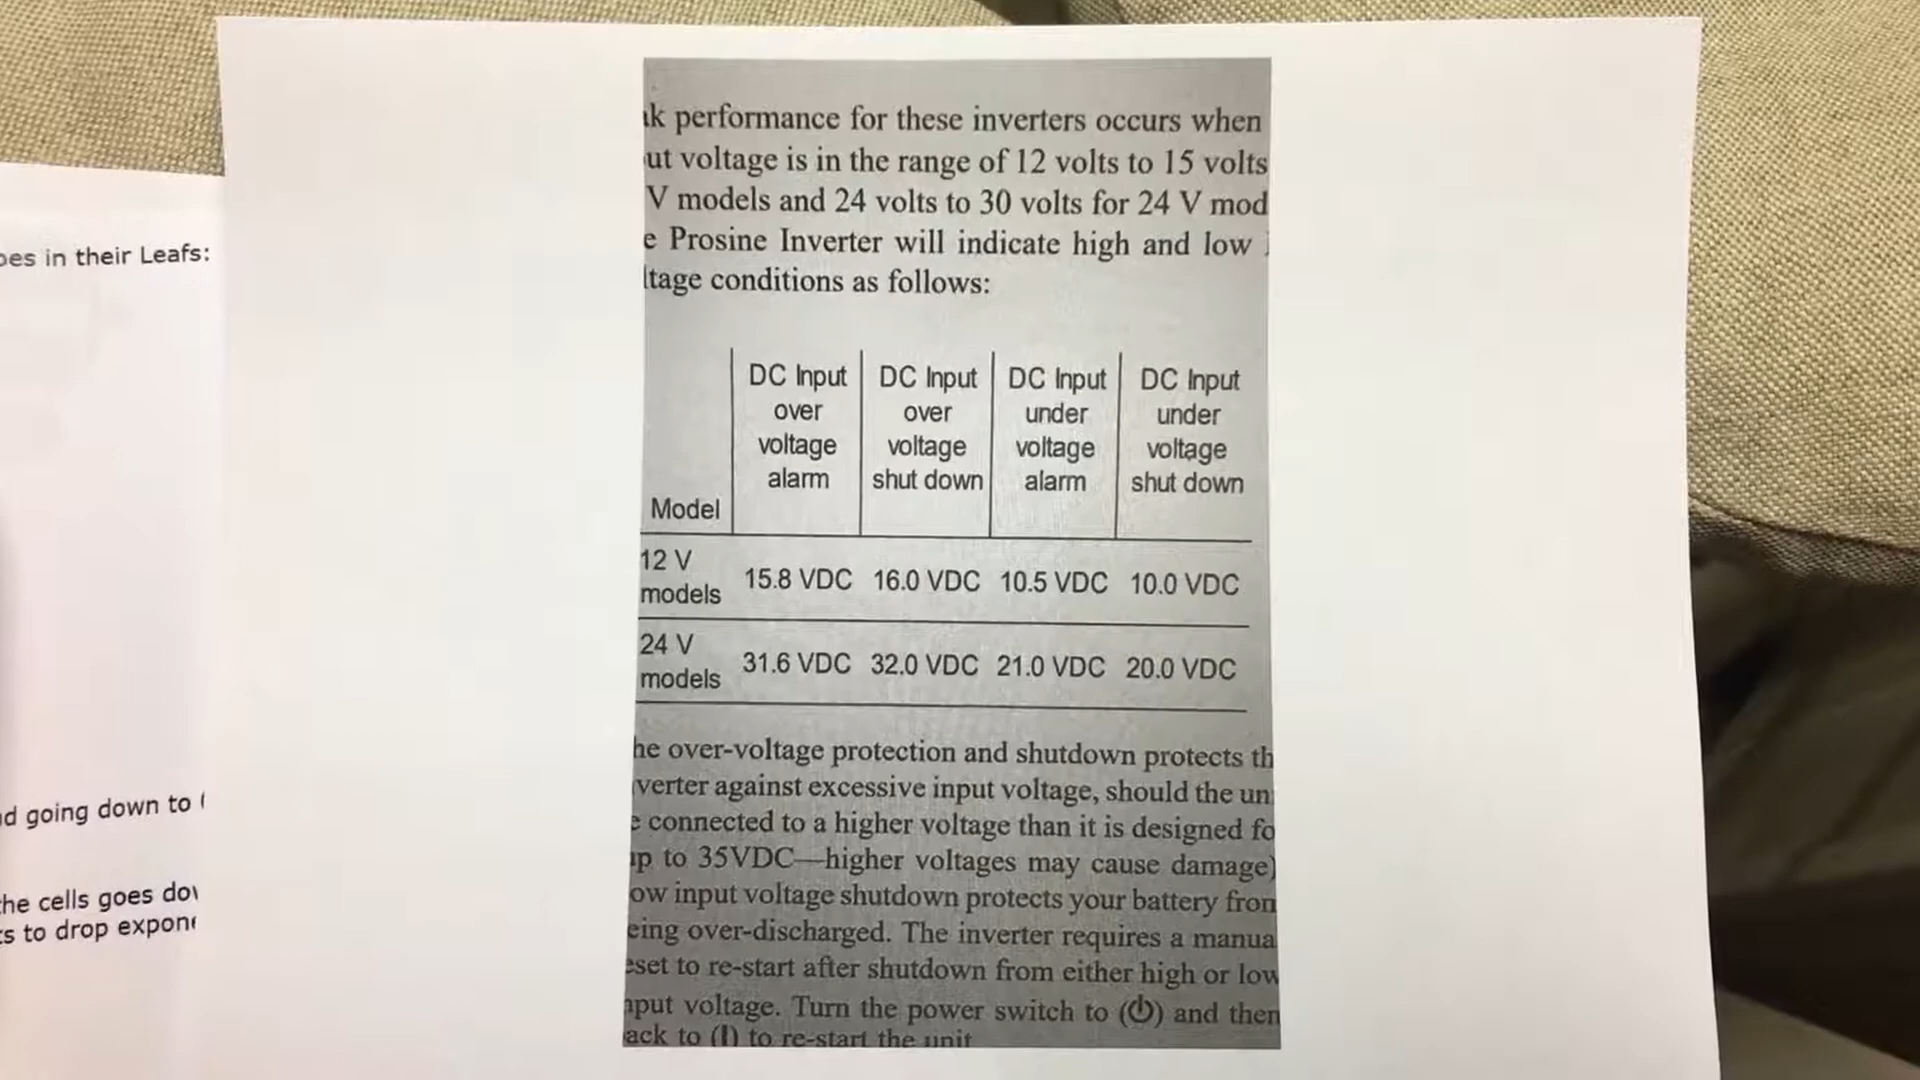 ak performance for these inverters occurs when
ut voltage is in the range of 12 volts to 15 volts
V models and 24 volts to 30 volts for 24 V mod
e Prosine Inverter will indicate high and low
ltage conditions as follows:
Model DC Input over voltage alarm DC Input over voltage shut down DC Input under voltage alarm DC Input under voltage shut down
12 V models 15.8 VDC 16.0 VDC 10.5 VDC 10.0 VDC
24 V models 31.6 VDC 32.0 VDC 21.0 VDC 20.0 VDC
he over-voltage protection and shutdown protects th
verter against excessive input voltage, should the un
e connected to a higher voltage than it is designed fo
up to 35VDC—higher voltages may cause damage)
ow input voltage shutdown protects your battery from
eing over-discharged. The inverter requires a manua
eset to re-start after shutdown from either high or low
nput voltage. Turn the power switch to (⏻) and then
ack to (I) to re-start the unit
oes in their Leafs:
d going down to
the cells goes dow
s to drop expon